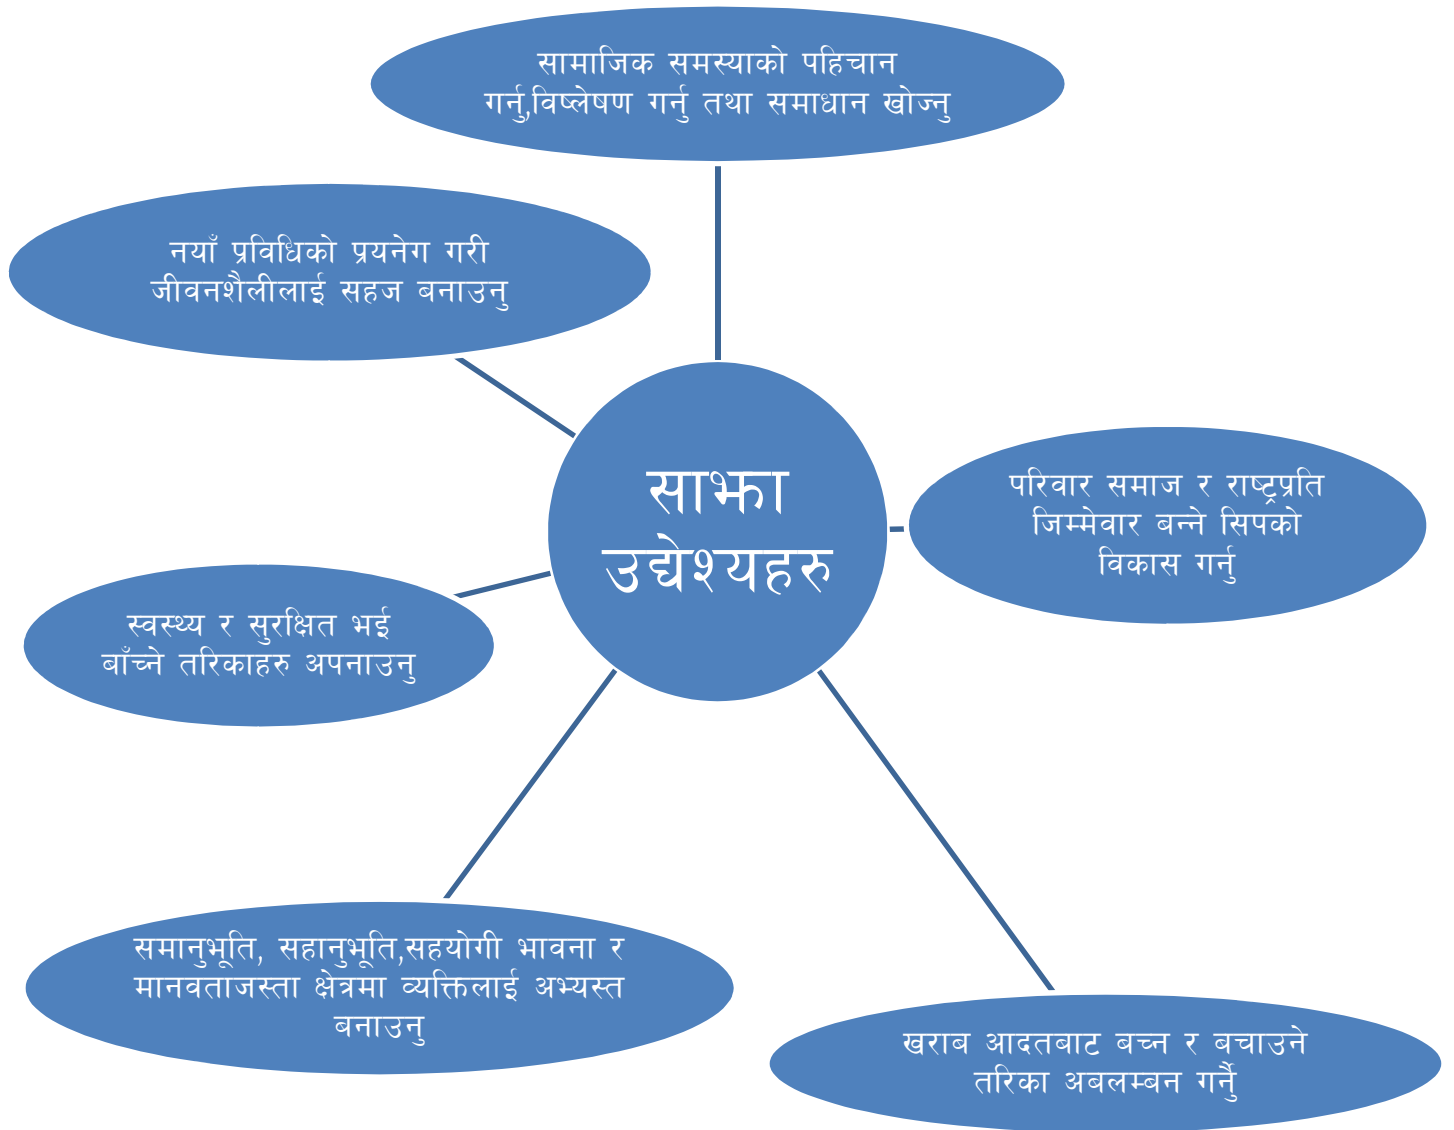 सामाजिक समस्याको पहिचान
गर्नु,विष्लेषण गर्नु तथा समाधान खोज्नु
नयाँ प्रविधिको प्रयनेग गरी
जीवनशैलीलाई सहज बनाउनु
साझा
उद्येश्यहरु
परिवार समाज र राष्ट्रप्रति
जिम्मेवार बन्ने सिपको
विकास गर्नु
स्वस्थ्य र सुरक्षित भई
बाँच्ने तरिकाहरु अपनाउनु
समानुभूति, सहानुभूति,सहयोगी भावना र
मानवताजस्ता क्षेत्रमा व्यक्तिलाई अभ्यस्त
बनाउनु
खराब आदतबाट बच्न र बचाउने
तरिका अबलम्बन गर्नुै